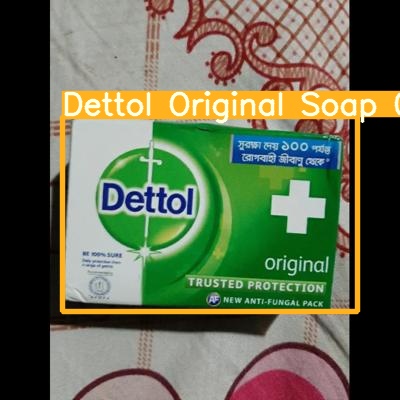 Dettol Original Soap (
সুরক্ষা দেয় ১০০ পর্যন্ত
রোগবাহী জীবাণু থেকে*
Dettol
BE 100% SURE
original
TRUSTED PROTECTION
AF NEW ANTI-FUNGAL PACK